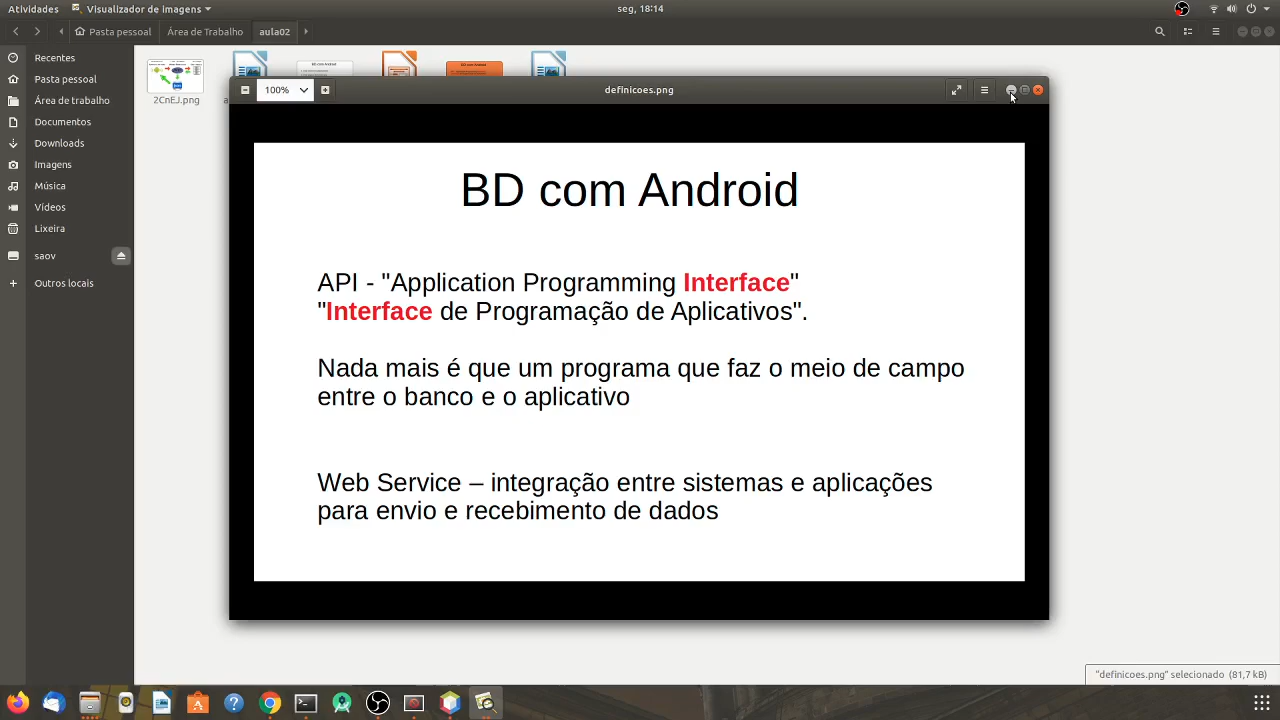 Atividades
Visualizador de imagens
seg, 18:14
Pasta pessoal
Área de Trabalho
aula02
Recentes
Pasta pessoal
Área de trabalho
Documentos
Downloads
Imagens
Música
Vídeos
Lixeira
saov
Outros locais
2CnEJ.png
100%
definicoes.png
BD com Android
API - "Application Programming Interface"
"Interface de Programação de Aplicativos".
Nada mais é que um programa que faz o meio de campo
entre o banco e o aplicativo
Web Service – integração entre sistemas e aplicações
para envio e recebimento de dados
"definicoes.png" selecionado (81,7 kB)